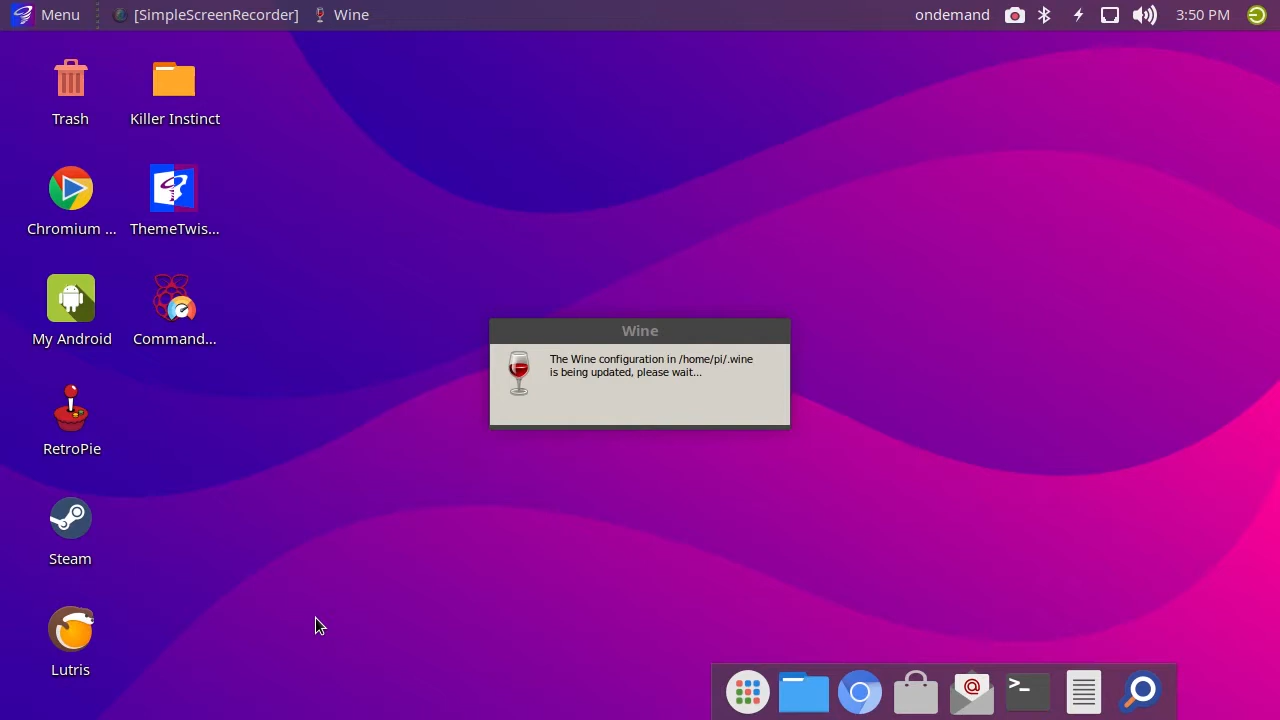 Menu
[SimpleScreenRecorder]
Wine
ondemand
3:50 PM
Trash
Killer Instinct
Chromium ...
ThemeTwis...
My Android
Command...
RetroPie
Steam
Lutris
Wine
The Wine configuration in /home/pi/.wine
is being updated, please wait...